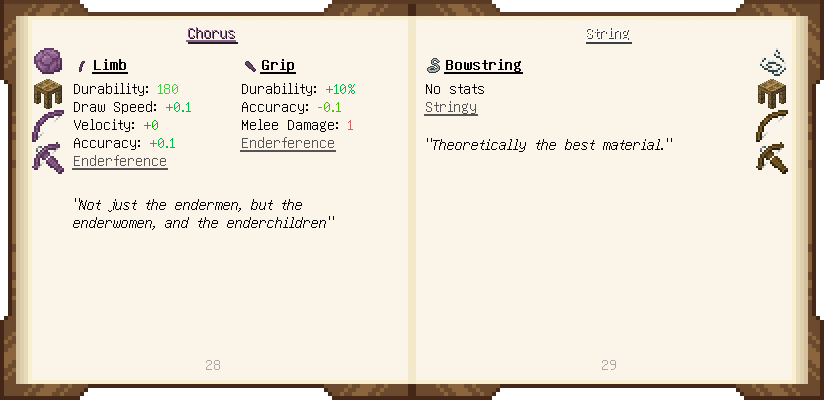 Chorus
Limb
Durability: 180
Draw Speed: +0.1
Velocity: +0
Accuracy: +0.1
Enderference
Grip
Durability: +10%
Accuracy: -0.1
Melee Damage: 1
Enderference
"Not just the endermen, but the
enderwomen, and the enderchildren"
28
String
Bowstring
No stats
Stringy
"Theoretically the best material."
29